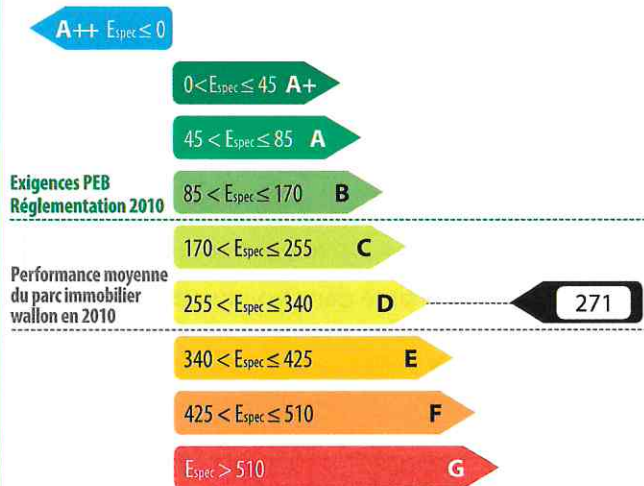 A++ Espec ≤ 0
0 < Espec ≤ 45 A+
45 < Espec ≤ 85 A
Exigences PEB
Réglementation 2010
85 < Espec ≤ 170 B
170 < Espec ≤ 255 C
Performance moyenne
du parc immobilier
wallon en 2010
255 < Espec ≤ 340 D
271
340 < Espec ≤ 425 E
425 < Espec ≤ 510 F
Espec > 510 G